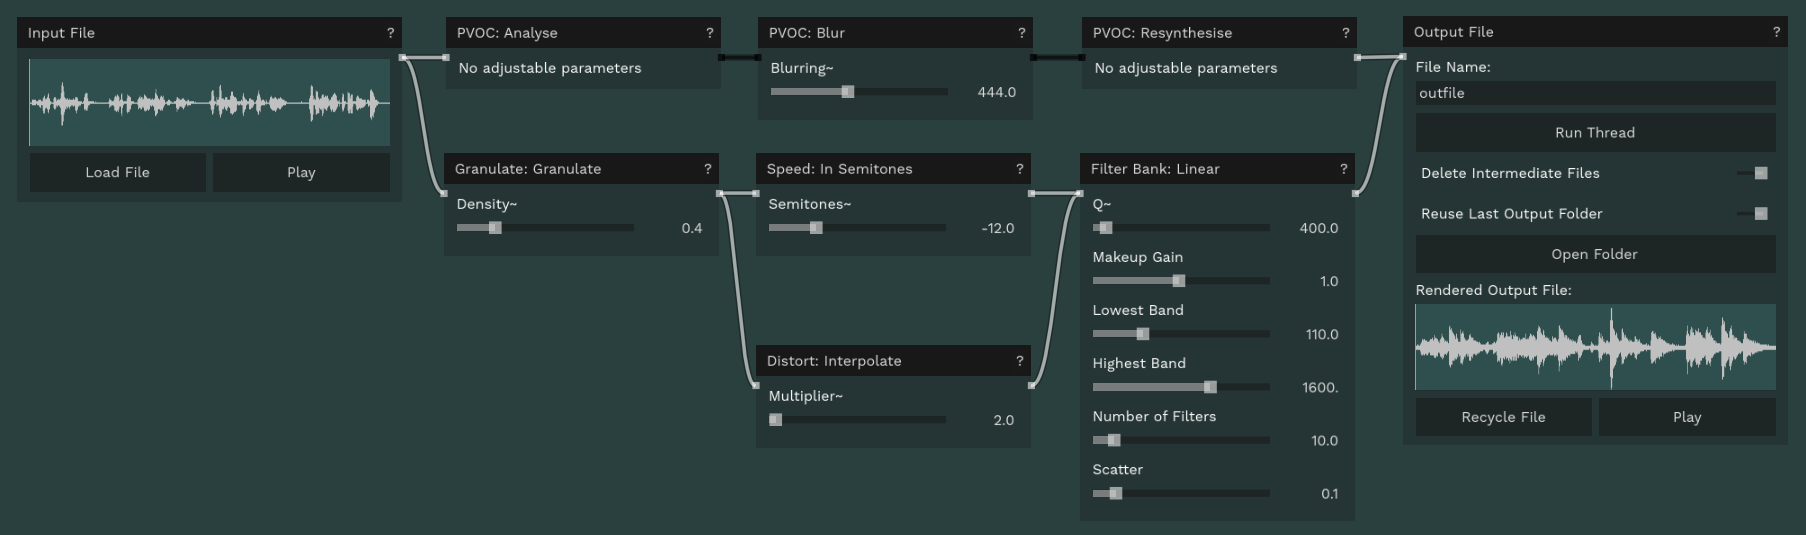 Input File ?
Load File Play
PVOC: Analyse ?
No adjustable parameters
PVOC: Blur ?
Blurring~
444.0
PVOC: Resynthesise ?
No adjustable parameters
Granulate: Granulate ?
Density~
0.4
Speed: In Semitones ?
Semitones~
-12.0
Distort: Interpolate ?
Multiplier~
2.0
Filter Bank: Linear ?
Q~
400.0
Makeup Gain
1.0
Lowest Band
110.0
Highest Band
1600.
Number of Filters
10.0
Scatter
0.1
Output File ?
File Name:
outfile
Run Thread
Delete Intermediate Files
Reuse Last Output Folder
Open Folder
Rendered Output File:
Recycle File Play